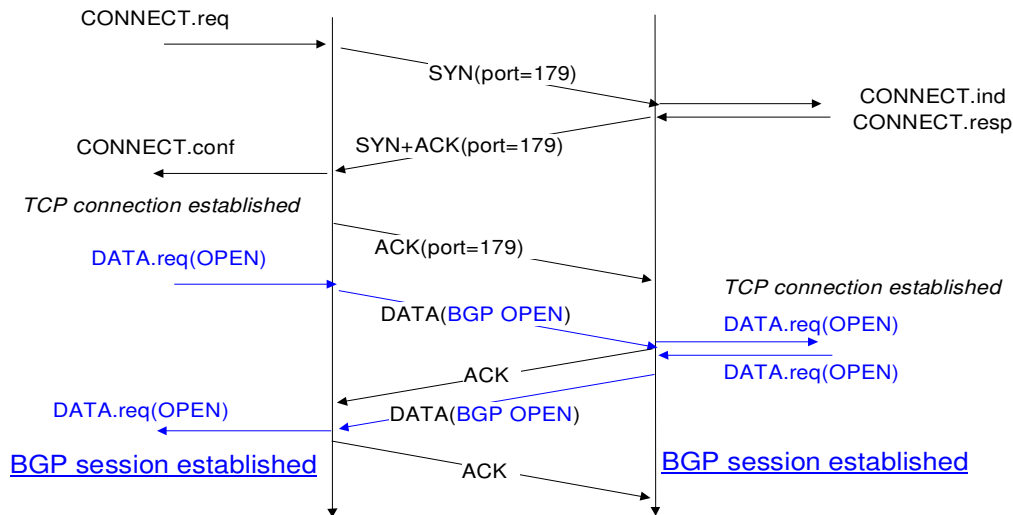 CONNECT.req
SYN(port=179)
CONNECT.ind
CONNECT.resp
CONNECT.conf
SYN+ACK(port=179)
TCP connection established
ACK(port=179)
DATA.req(OPEN)
TCP connection established
DATA(BGP OPEN)
DATA.req(OPEN)
DATA.req(OPEN)
ACK
DATA.req(OPEN)
DATA(BGP OPEN)
BGP session established
ACK
BGP session established